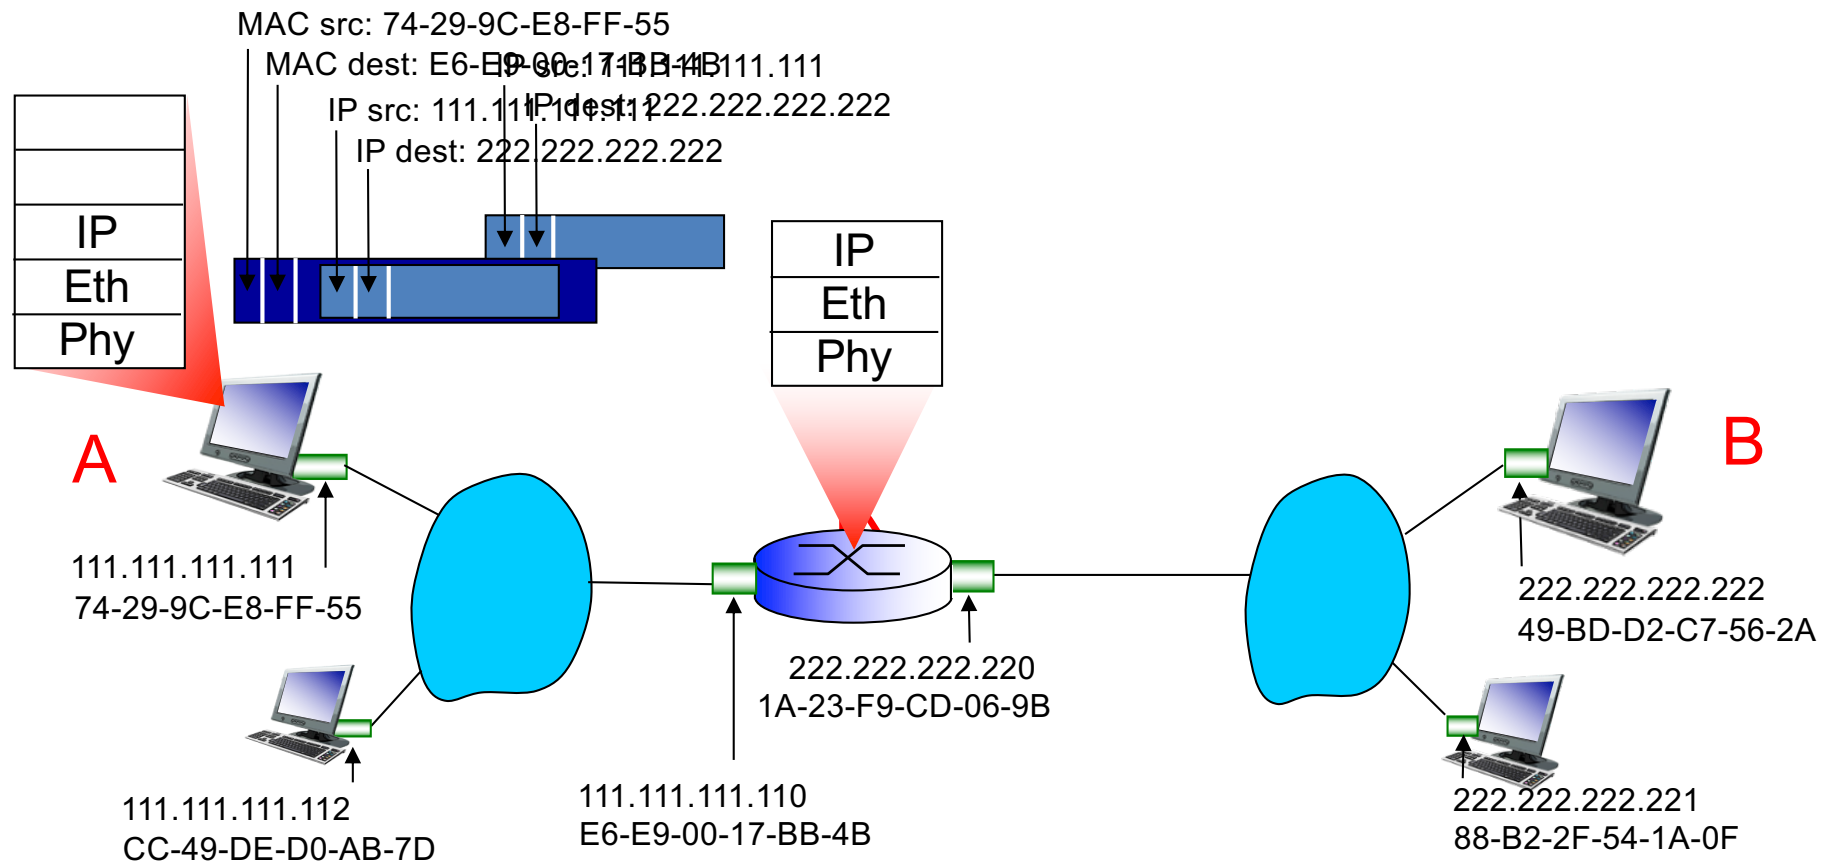 MAC src: 74-29-9C-E8-FF-55
MAC dest: E6-E9-00-17-BB-4B
IP src: 111.111.111.111
IP src: 111.111.111.111
IP dest: 222.222.222.222
IP dest: 222.222.222.222
IP
Eth
Phy
IP
Eth
Phy
A
B
111.111.111.111
74-29-9C-E8-FF-55
222.222.222.222
49-BD-D2-C7-56-2A
222.222.222.220
1A-23-F9-CD-06-9B
111.111.111.112
CC-49-DE-D0-AB-7D
111.111.111.110
E6-E9-00-17-BB-4B
222.222.222.221
88-B2-2F-54-1A-0F